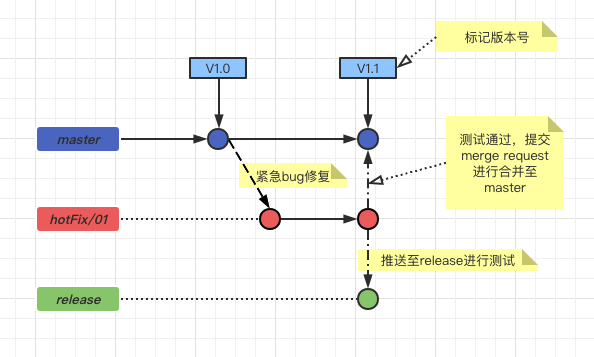 标记版本号
V1.0
V1.1
master
测试通过，提交
merge request
进行合并至
master
紧急bug修复
hotFix/01
推送至release进行测试
release